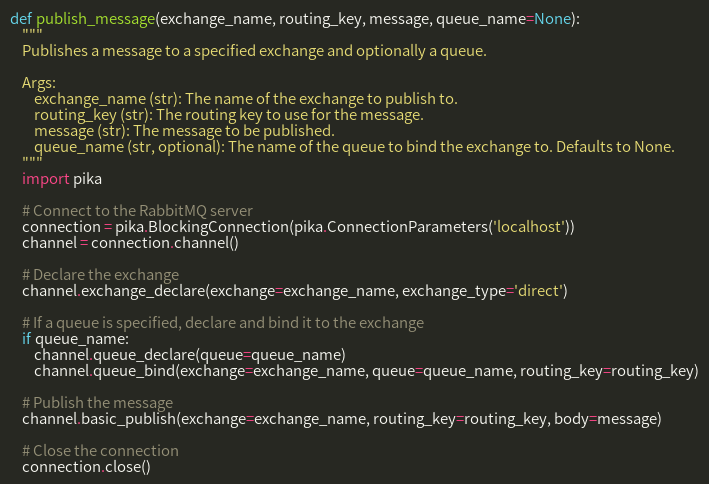 def publish_message(exchange_name, routing_key, message, queue_name=None):
    """
    Publishes a message to a specified exchange and optionally a queue.

    Args:
        exchange_name (str): The name of the exchange to publish to.
        routing_key (str): The routing key to use for the message.
        message (str): The message to be published.
        queue_name (str, optional): The name of the queue to bind the exchange to. Defaults to None.
    """
    import pika

    # Connect to the RabbitMQ server
    connection = pika.BlockingConnection(pika.ConnectionParameters('localhost'))
    channel = connection.channel()

    # Declare the exchange
    channel.exchange_declare(exchange=exchange_name, exchange_type='direct')

    # If a queue is specified, declare and bind it to the exchange
    if queue_name:
        channel.queue_declare(queue=queue_name)
        channel.queue_bind(exchange=exchange_name, queue=queue_name, routing_key=routing_key)

    # Publish the message
    channel.basic_publish(exchange=exchange_name, routing_key=routing_key, body=message)

    # Close the connection
    connection.close()